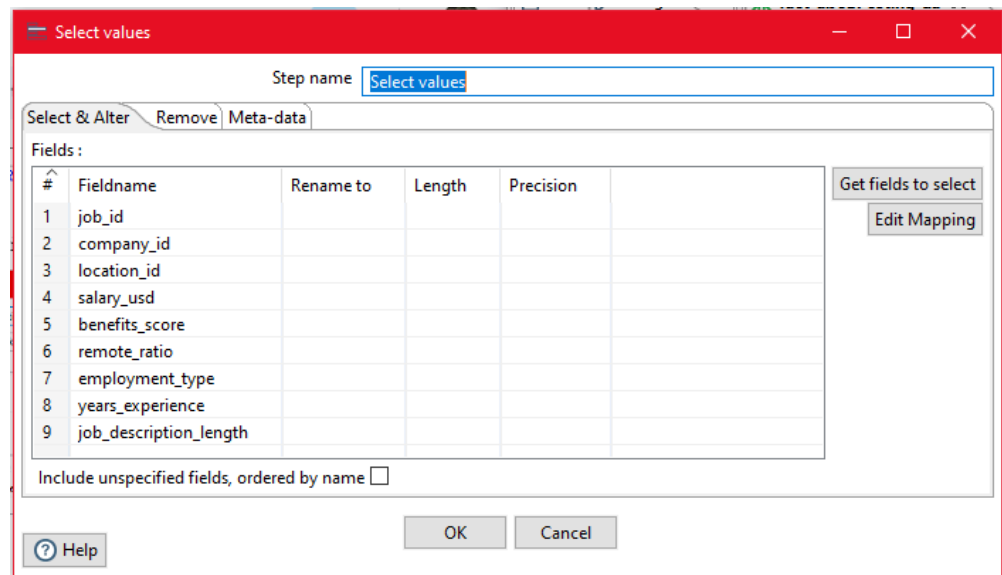 Select values
Step name Select values
Select & Alter Remove Meta-data
Fields :
# Fieldname Rename to Length Precision
Get fields to select
1 job_id
Edit Mapping
2 company_id
3 location_id
4 salary_usd
5 benefits_score
6 remote_ratio
7 employment_type
8 years_experience
9 job_description_length
Include unspecified fields, ordered by name
OK Cancel
? Help